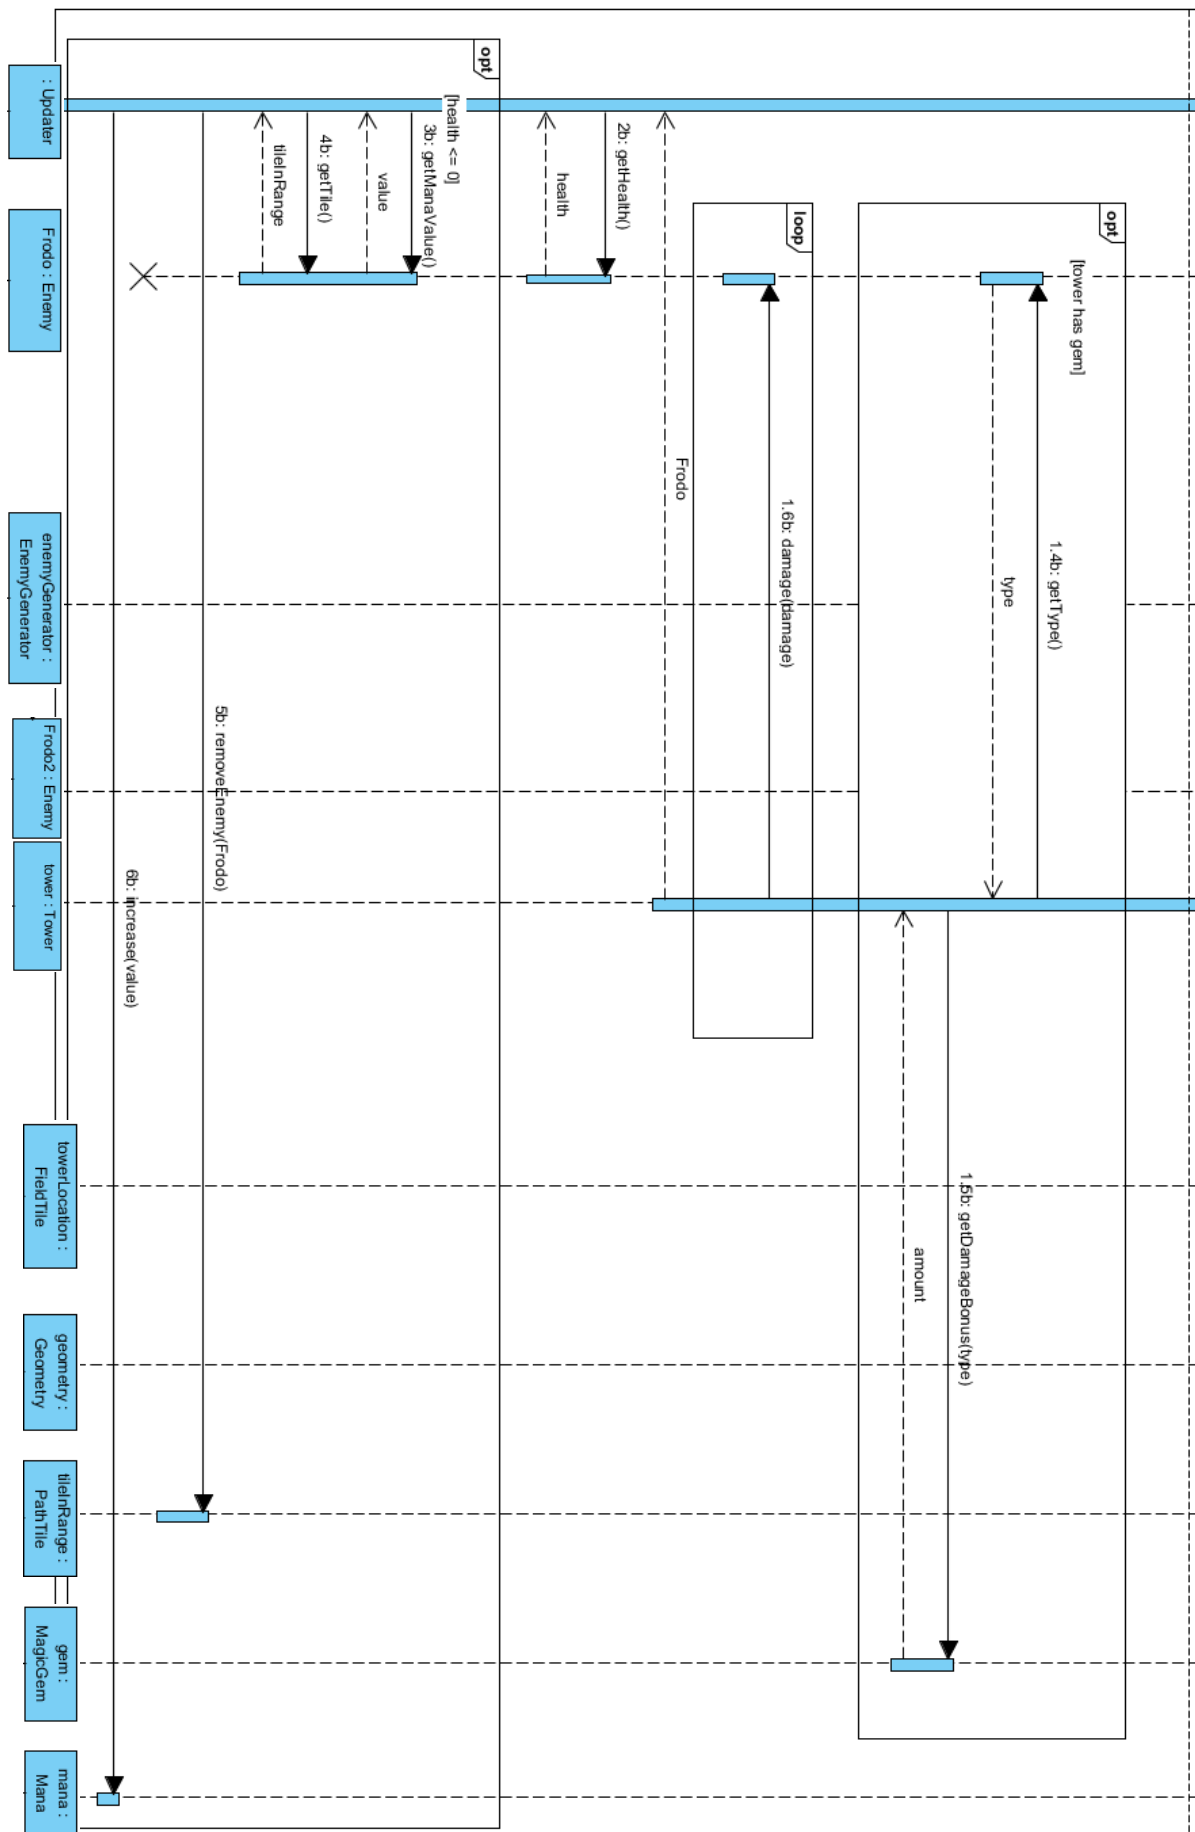 opt
[tower has gem]
1.4b: getType()
type
1.5b: getDamageBonus(type)
amount
loop
1.6b: damage(damage)
Frodo
2b: getHealth()
health
opt
[health <= 0]
3b: getManaValue()
value
4b: getTile()
tileInRange
5b: removeEnemy(Frodo)
6b: increase(value)
: Updater
Frodo : Enemy
enemyGenerator :
EnemyGenerator
Frodo2 : Enemy
tower : Tower
towerLocation :
FieldTile
geometry :
Geometry
tileInRange :
PathTile
gem :
MagicGem
mana :
Mana